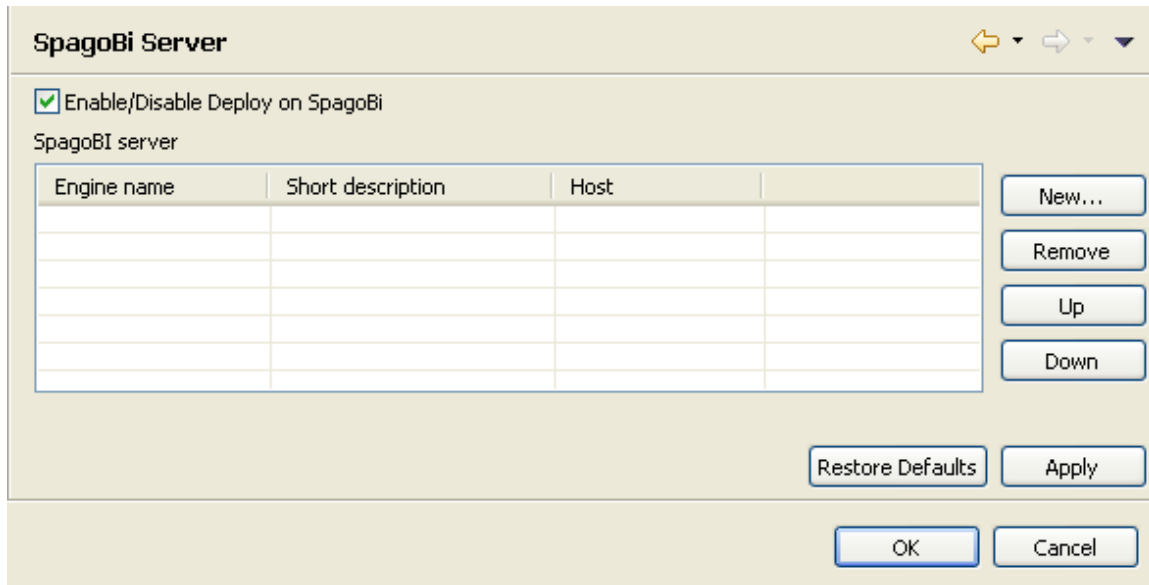 SpagoBi Server
Enable/Disable Deploy on SpagoBi
SpagoBI server
Engine name Short description Host
New...
Remove
Up
Down
Restore Defaults Apply
OK Cancel